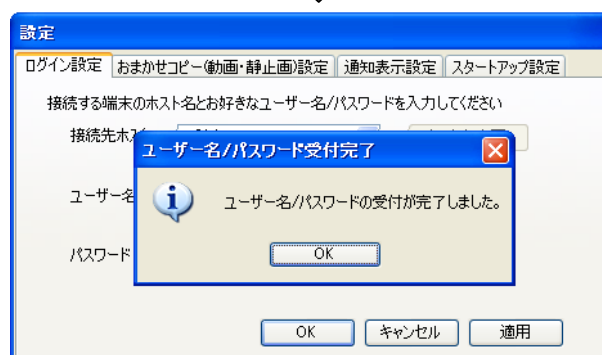 設定
ログイン設定 おまかせコピー(動画・静止画)設定 通知表示設定 スタートアップ設定
接続する端末のホスト名とお好きなユーザー名/パスワードを入力してください
接続先ホス
ユーザー名/パスワード受付完了
ユーザー名
ユーザー名/パスワードの受付が完了しました。
パスワード
OK
OK キャンセル 適用